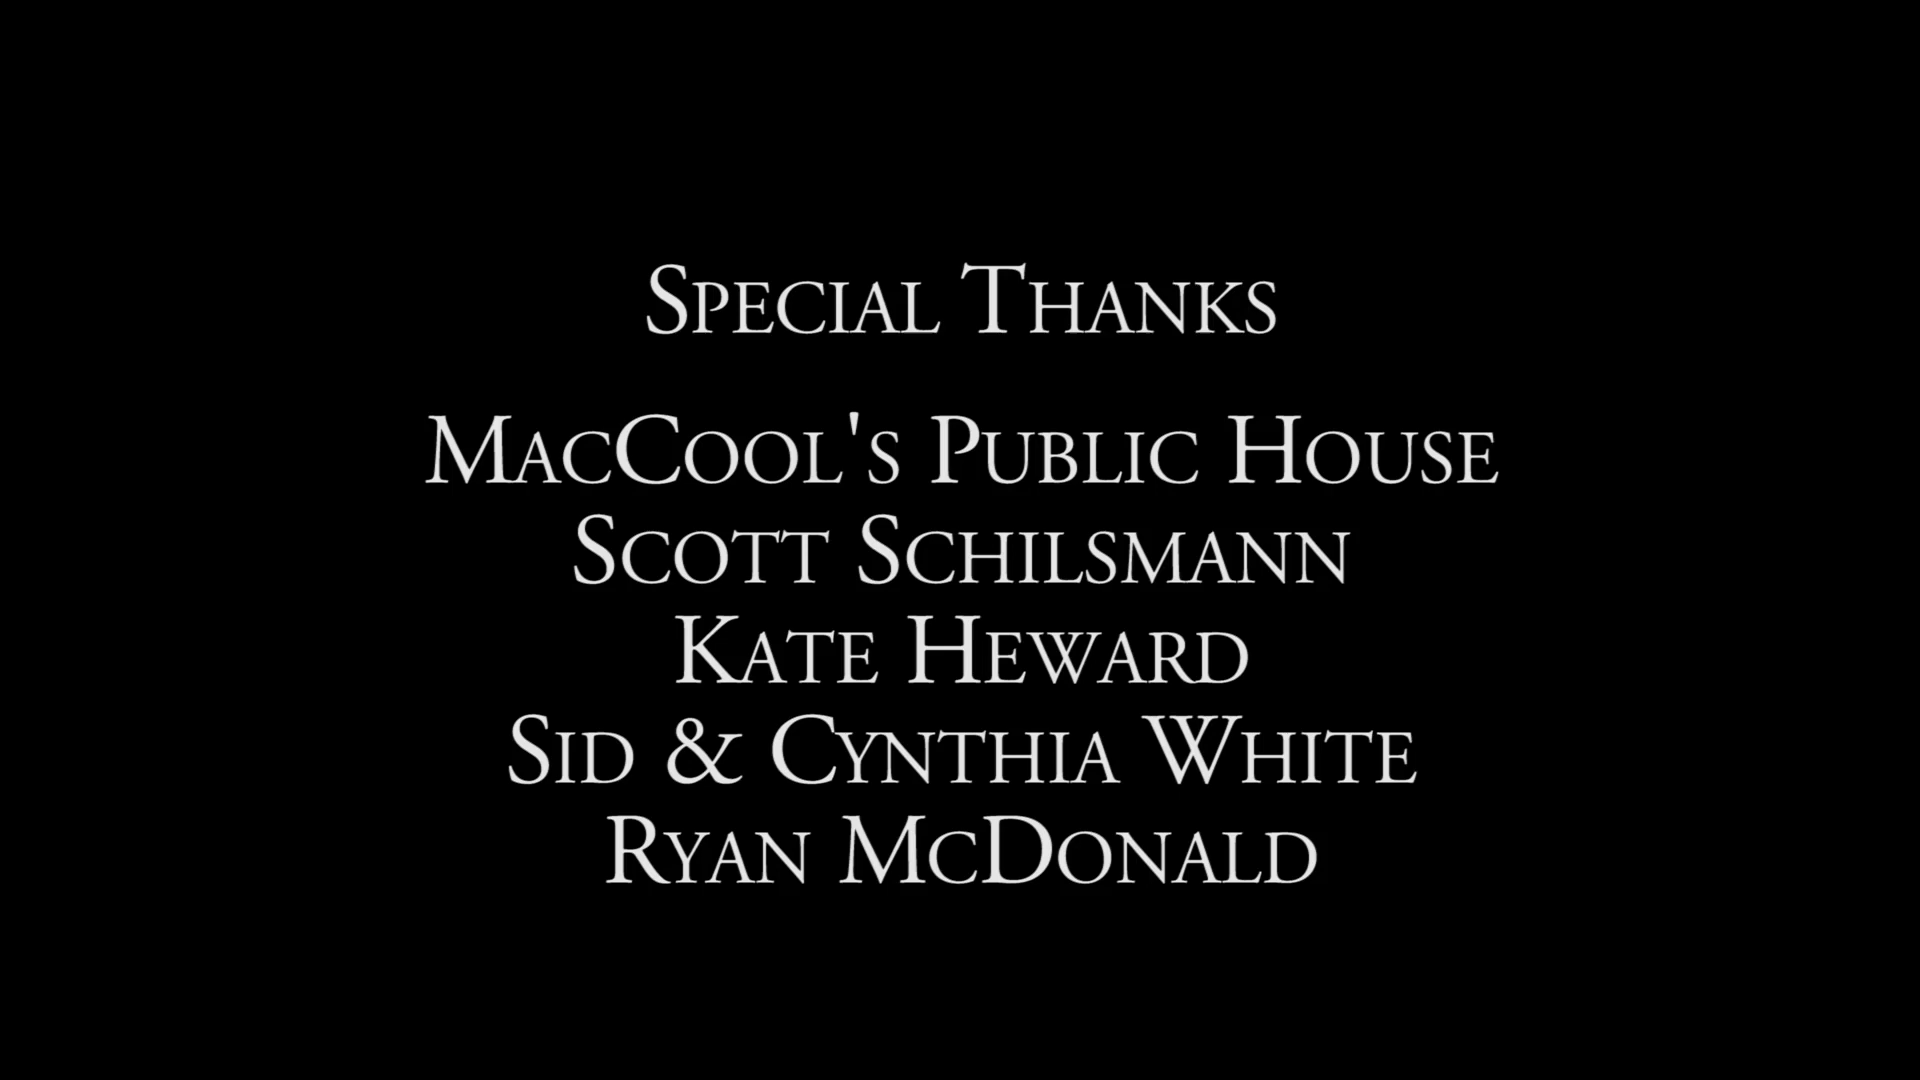 Special Thanks
MacCool's Public House
Scott Schilsmann
Kate Heward
Sid & Cynthia White
Ryan McDonald